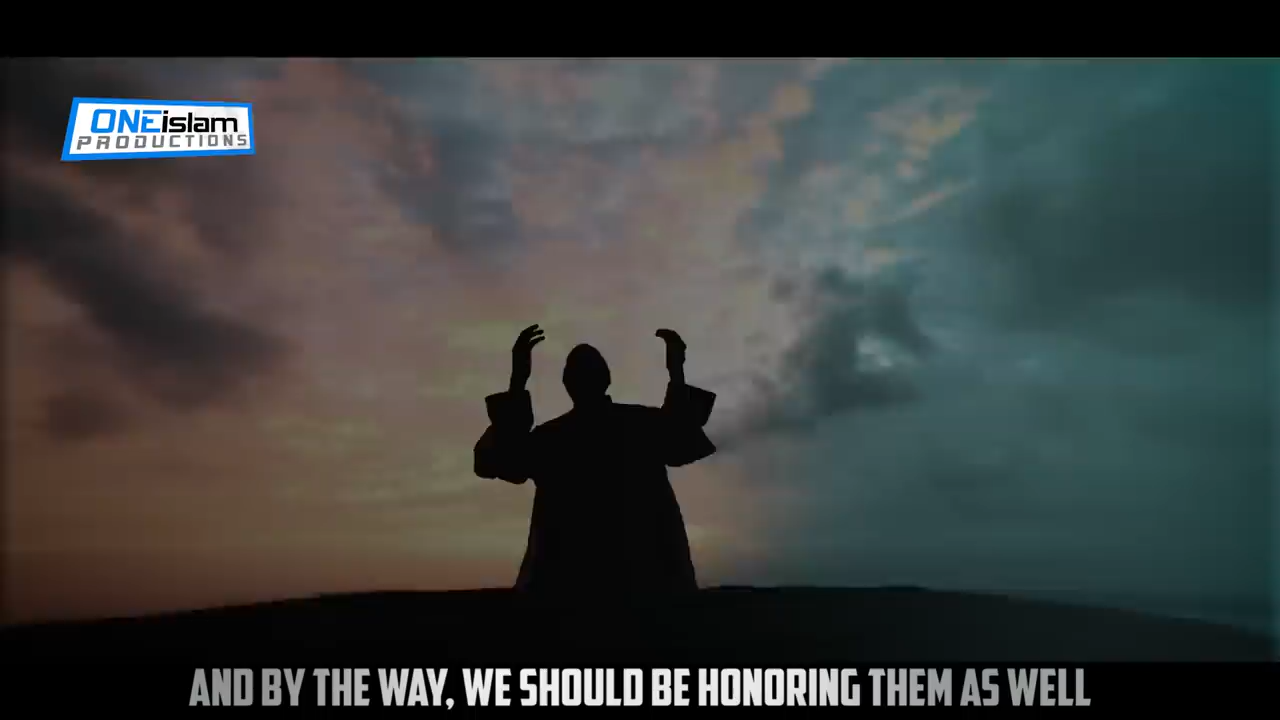 ONEislam
PRODUCTIONS
AND BY THE WAY, WE SHOULD BE HONORING THEM AS WELL